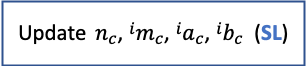 Update n_c, ^i m_c, ^i a_c, ^i b_c (SL)